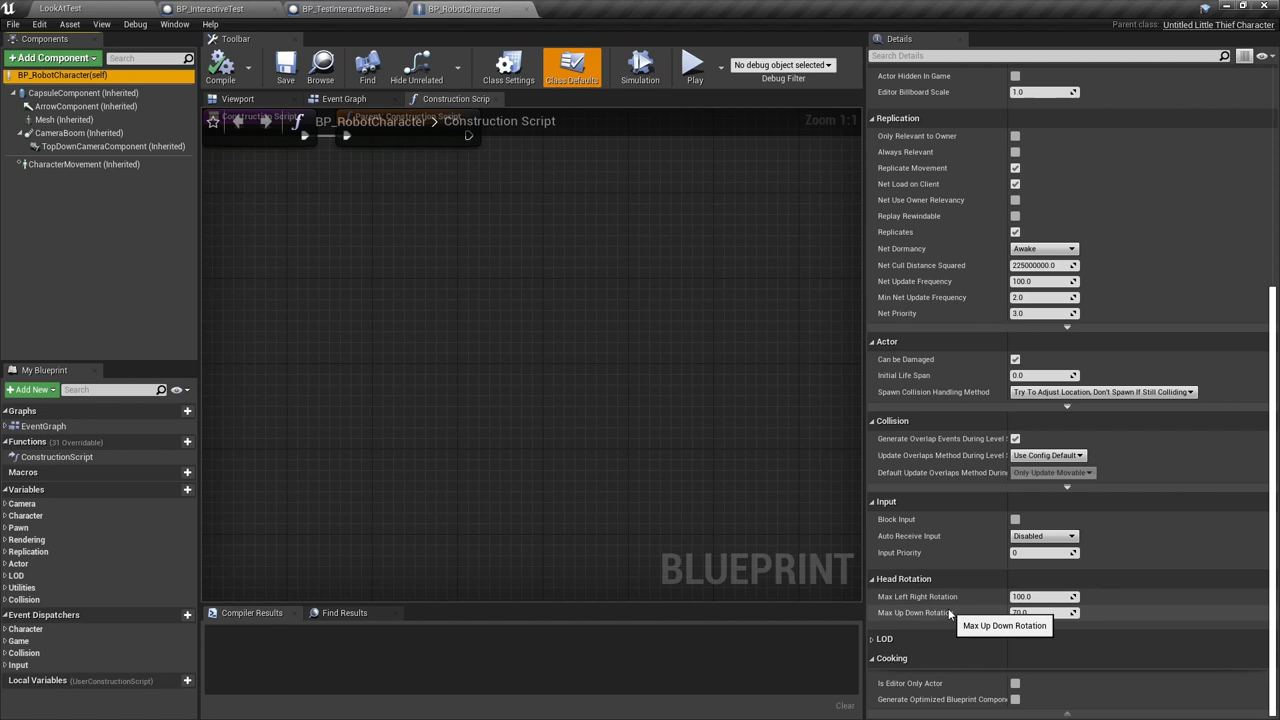 LookAtTest
BP_InteractiveTest
BP_TestInteractiveBase*
BP_RobotCharacter
File
Edit
Asset
View
Debug
Window
Help
Parent class: Untitled Little Thief Character
Components
Toolbar
Details
+ Add Component
Search
BP_RobotCharacter(self)
CapsuleComponent (Inherited)
ArrowComponent (Inherited)
Mesh (Inherited)
CameraBoom (Inherited)
TopDownCameraComponent (Inherited)
CharacterMovement (Inherited)
Compile
Save
Browse
Find
Hide Unrelated
Class Settings
Class Defaults
Simulation
Play
No debug object selected
Debug Filter
Viewport
Event Graph
Construction Scrip
Construction Script
Parent: Construction Script
BP_RobotCharacter > Construction Script
Zoom 1:1
BLUEPRINT
My Blueprint
+ Add New
Search
Graphs
EventGraph
Functions (31 Overridable)
ConstructionScript
Macros
Variables
Camera
Character
Pawn
Rendering
Replication
Actor
LOD
Utilities
Collision
Event Dispatchers
Character
Game
Collision
Input
Local Variables (UserConstructionScript)
Compiler Results
Find Results
Clear
Search Details
Actor Hidden In Game
Editor Billboard Scale 1.0
Replication
Only Relevant to Owner
Always Relevant
Replicate Movement
Net Load on Client
Net Use Owner Relevancy
Replay Rewindable
Replicates
Net Dormancy Awake
Net Cull Distance Squared 225000000.0
Net Update Frequency 100.0
Min Net Update Frequency 2.0
Net Priority 3.0
Actor
Can be Damaged
Initial Life Span 0.0
Spawn Collision Handling Method Try To Adjust Location, Don't Spawn If Still Colliding
Collision
Generate Overlap Events During Level
Update Overlaps Method During Level Use Config Default
Default Update Overlaps Method During Only Update Movable
Input
Block Input
Auto Receive Input Disabled
Input Priority 0
Head Rotation
Max Left Right Rotation 100.0
Max Up Down Rotation 70.0
Max Up Down Rotation
LOD
Cooking
Is Editor Only Actor
Generate Optimized Blueprint Compon